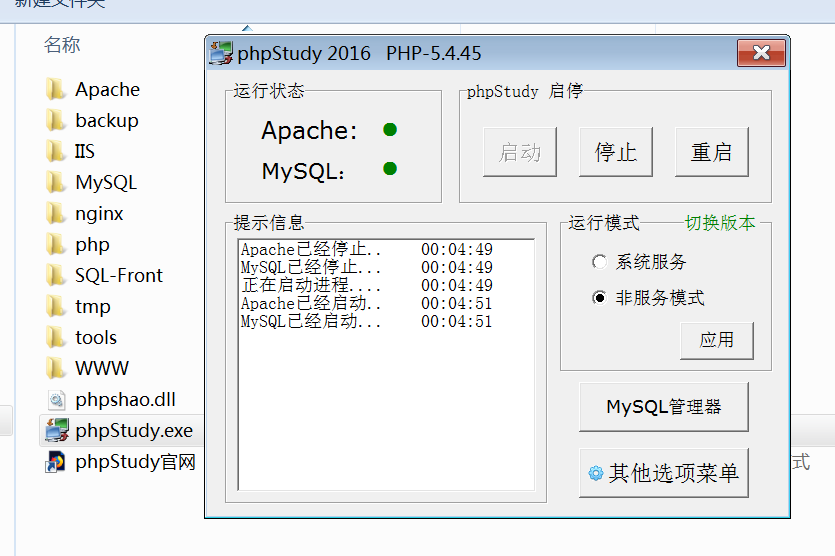 新建文件夹
名称
Apache
backup
IIS
MySQL
nginx
php
SQL-Front
tmp
tools
WWW
phpshao.dll
phpStudy.exe
phpStudy官网
式
phpStudy 2016 PHP-5.4.45
运行状态
Apache:
MySQL:
phpStudy 启停
启动 停止 重启
提示信息
Apache已经停止.. 00:04:49
MySQL已经停止... 00:04:49
正在启动进程.... 00:04:49
Apache已经启动.. 00:04:51
MySQL已经启动... 00:04:51
运行模式 切换版本
系统服务
非服务模式
应用
MySQL管理器
其他选项菜单